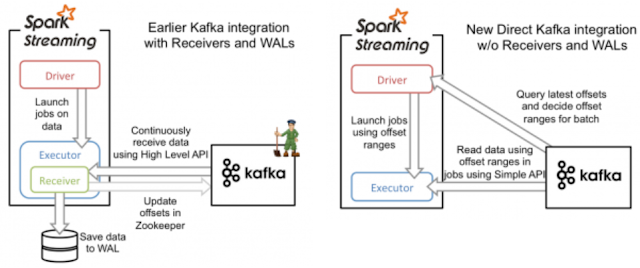 Spark
Streaming
Earlier Kafka integration
with Receivers and WALs
Driver
Launch
jobs on
data
Continuously
receive data
using High Level API
Executor
Receiver
kafka
Update
offsets in
Zookeeper
Save data
to WAL
Spark
Streaming
New Direct Kafka integration
w/o Receivers and WALs
Driver
Query latest offsets
and decide offset
ranges for batch
Launch jobs
using offset
ranges
Read data using
offset ranges in
jobs using Simple API
Executor
kafka